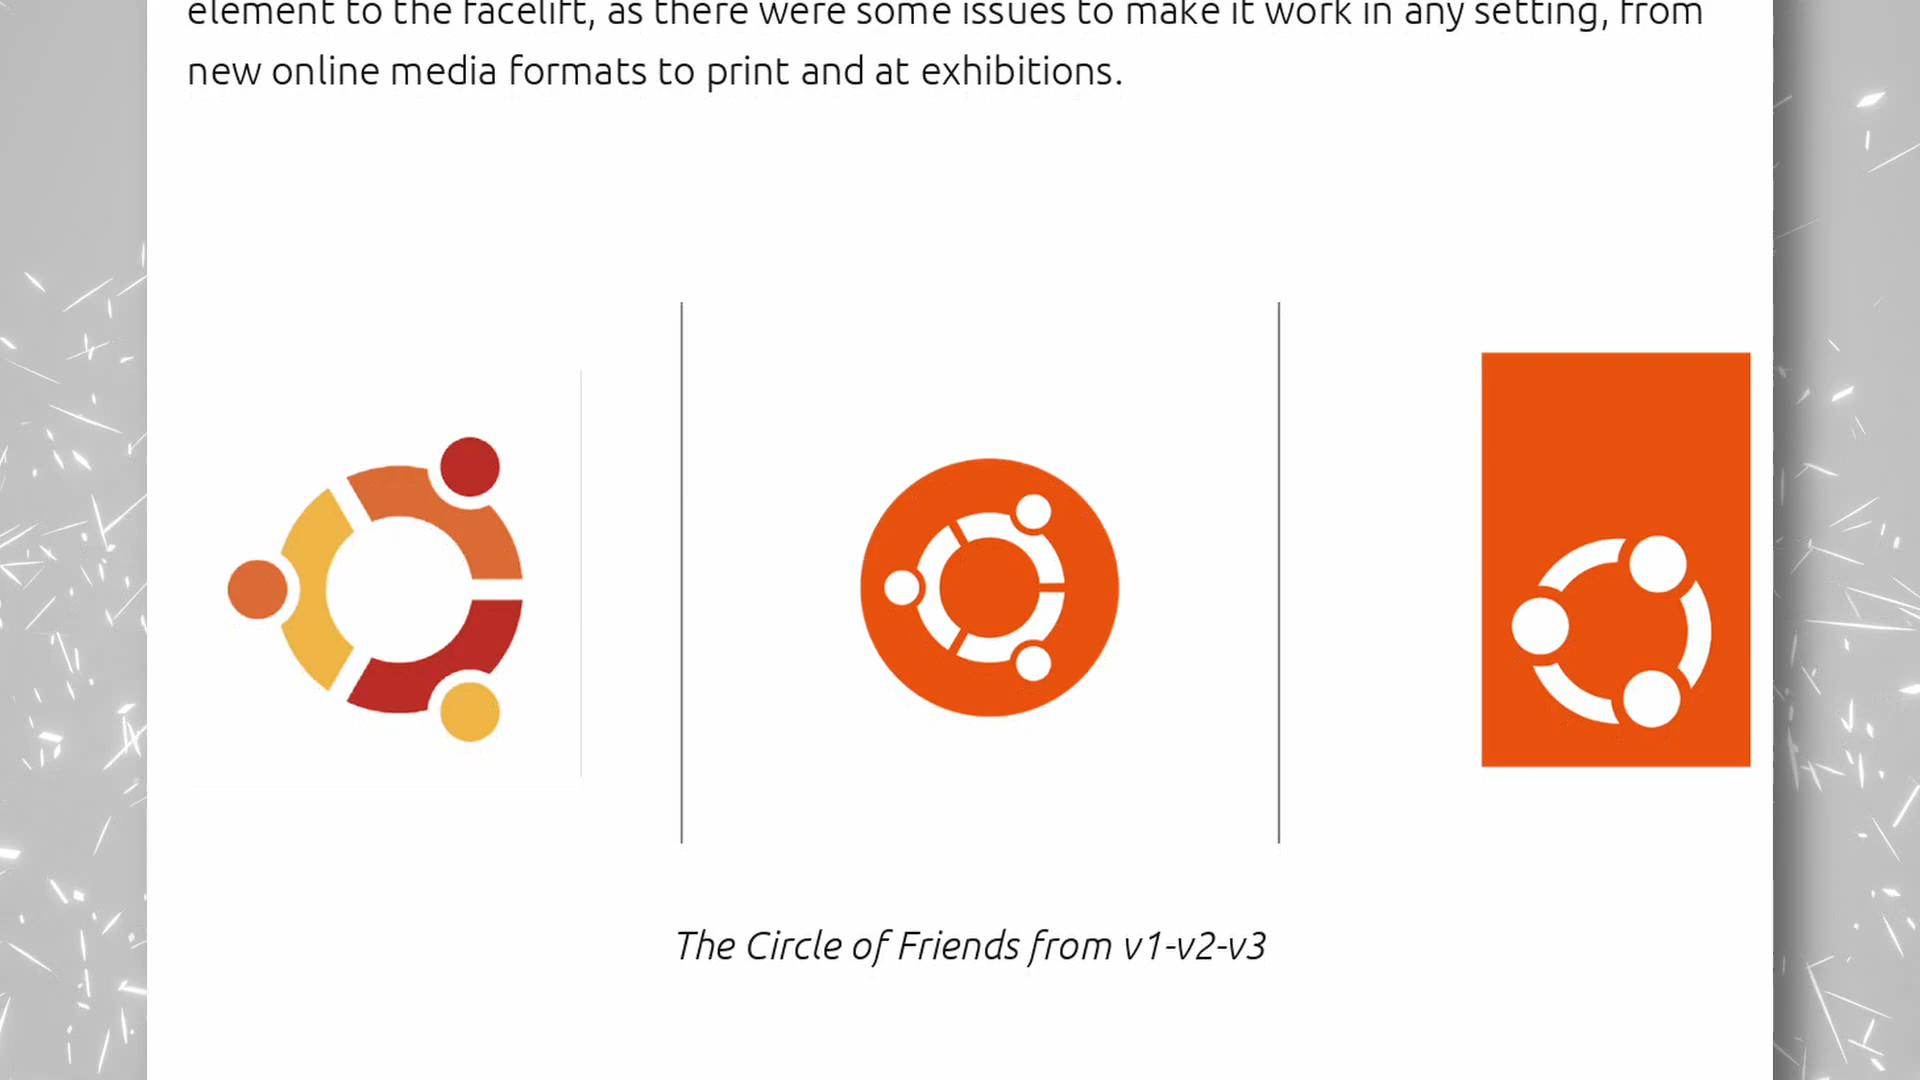 element to the facelift, as there were some issues to make it work in any setting, from
new online media formats to print and at exhibitions.
The Circle of Friends from v1-v2-v3